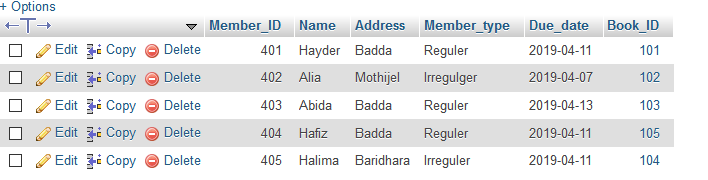 + Options
←T→ Member_ID Name Address Member_type Due_date Book_ID
Edit Copy Delete 401 Hayder Badda Reguler 2019-04-11 101
Edit Copy Delete 402 Alia Mothijel Irregulger 2019-04-07 102
Edit Copy Delete 403 Abida Badda Reguler 2019-04-13 103
Edit Copy Delete 404 Hafiz Badda Reguler 2019-04-11 105
Edit Copy Delete 405 Halima Baridhara Irreguler 2019-04-11 104